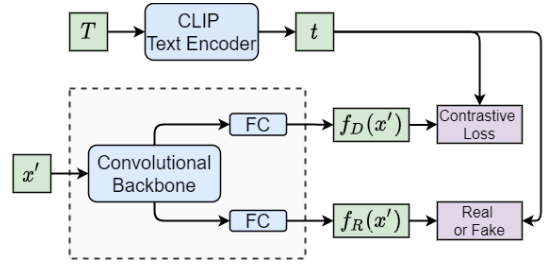 T
CLIP
Text Encoder
t
FC
f_D(x')
Contrastive
Loss
x'
Convolutional
Backbone
FC
f_R(x')
Real
or Fake